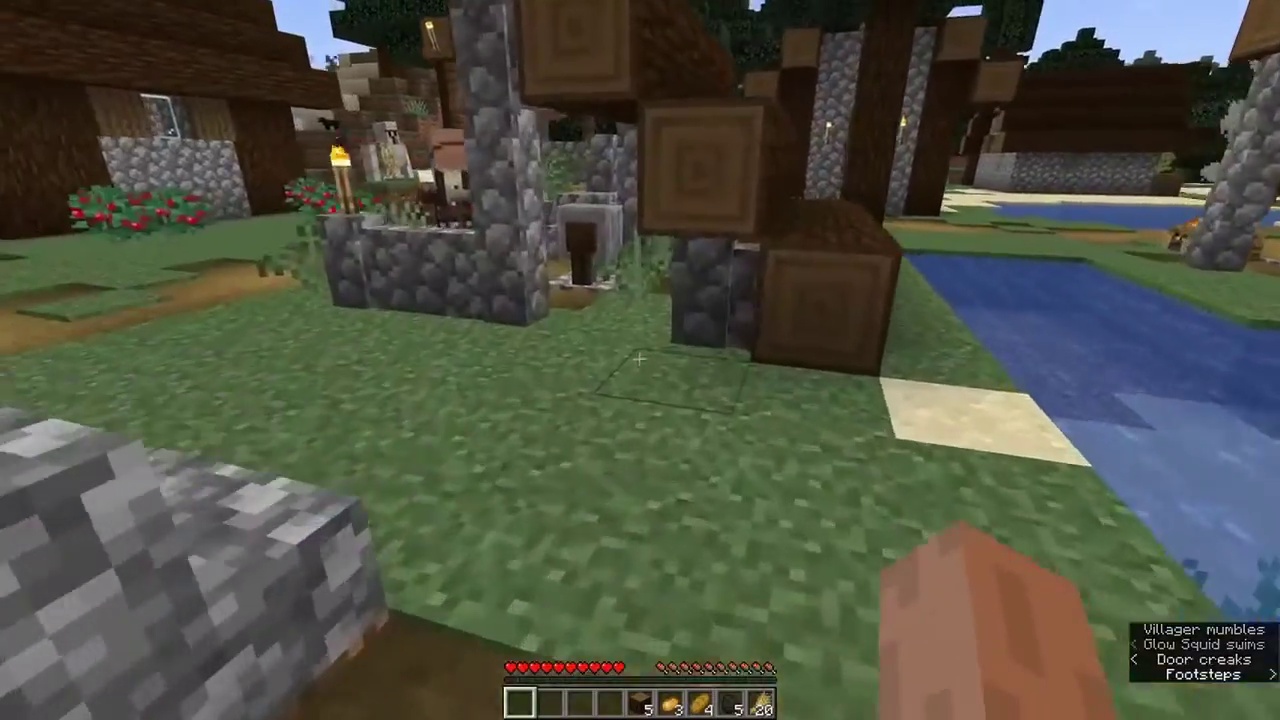 Villager mumbles
< Glow Squid swims
< Door creaks
Footsteps >
5 3 4 5 20